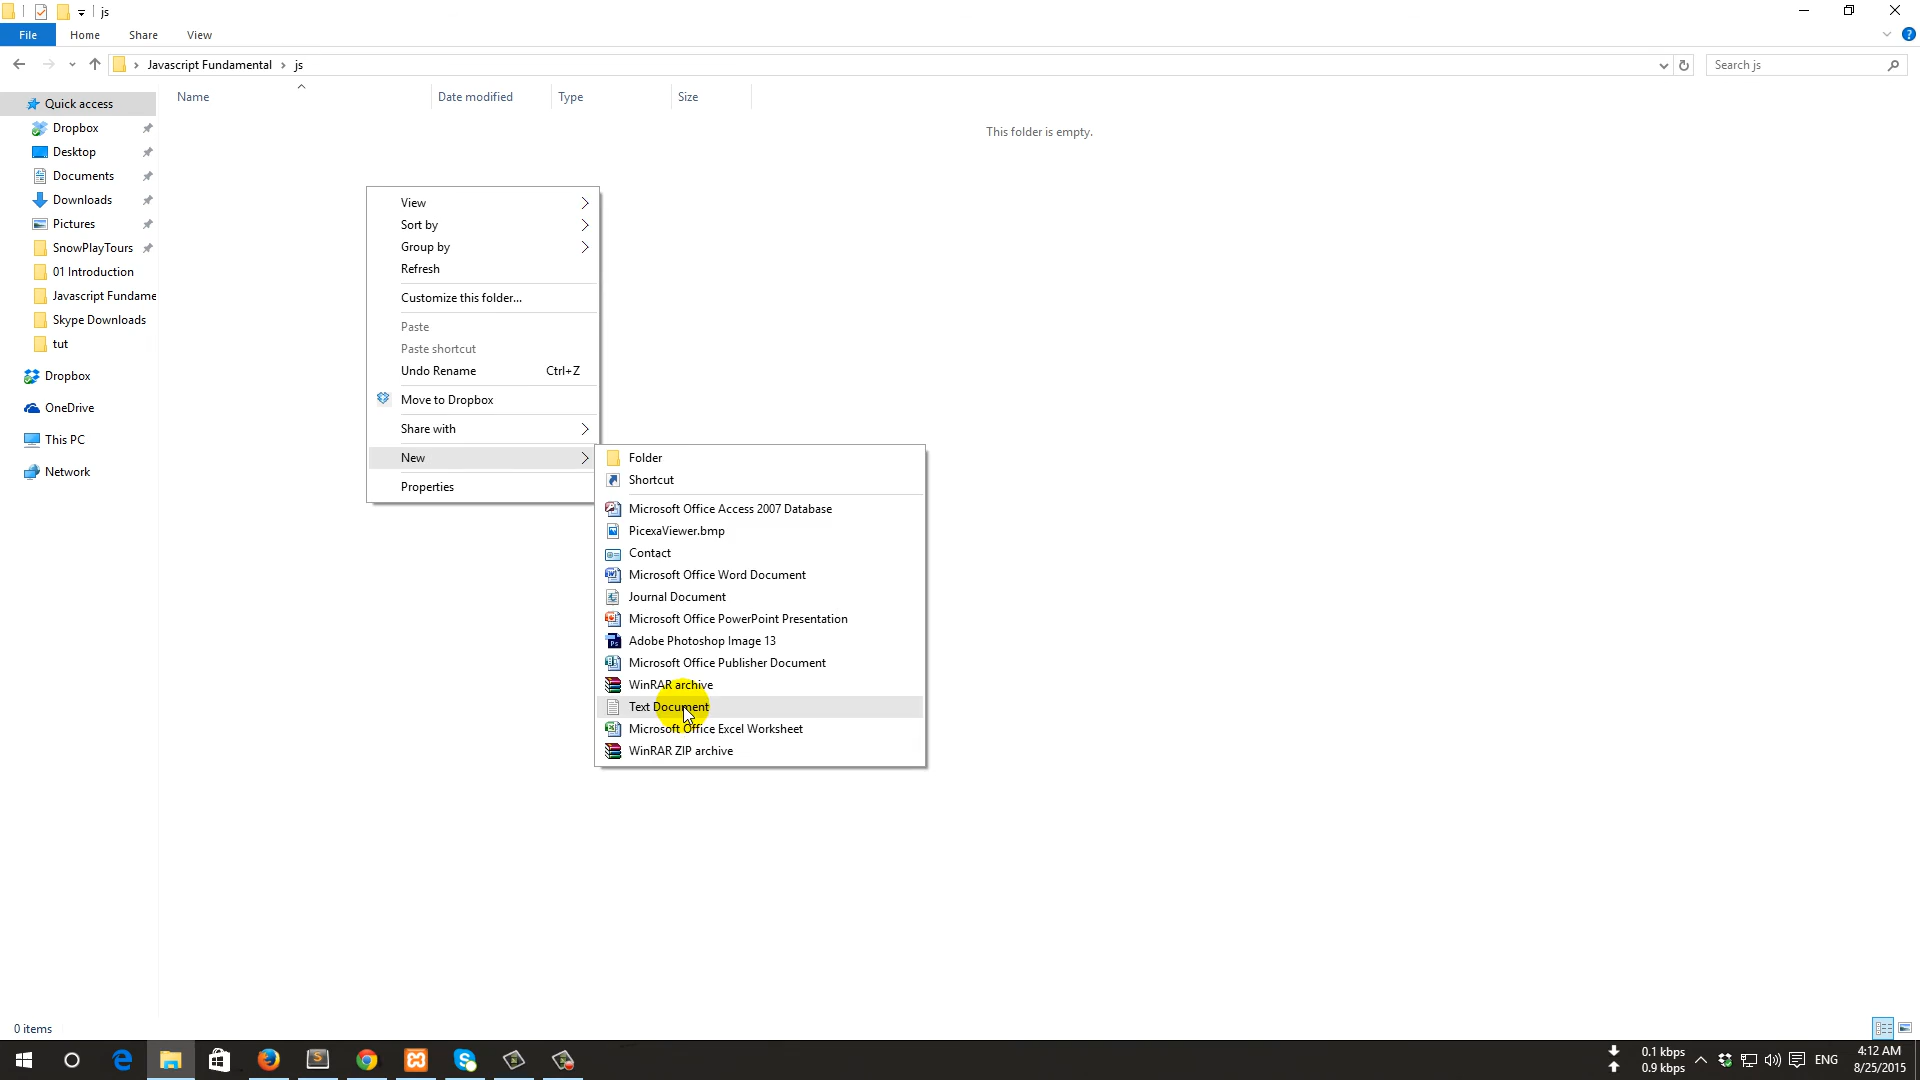 js
File Home Share View
Javascript Fundamental js
Search js
Name Date modified Type Size
This folder is empty.
Quick access
Dropbox
Desktop
Documents
Downloads
Pictures
SnowPlayTours
01 Introduction
Javascript Fundame
Skype Downloads
tut
Dropbox
OneDrive
This PC
Network
View
Sort by
Group by
Refresh
Customize this folder...
Paste
Paste shortcut
Undo Rename Ctrl+Z
Move to Dropbox
Share with
New
Properties
Folder
Shortcut
Microsoft Office Access 2007 Database
PicexaViewer.bmp
Contact
Microsoft Office Word Document
Journal Document
Microsoft Office PowerPoint Presentation
Adobe Photoshop Image 13
Microsoft Office Publisher Document
WinRAR archive
Text Document
Microsoft Office Excel Worksheet
WinRAR ZIP archive
0 items
0.1 kbps
0.9 kbps
ENG
4:12 AM
8/25/2015